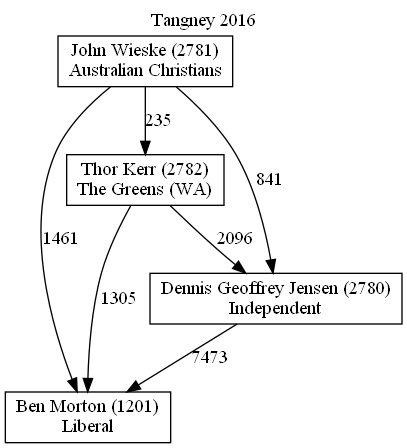 Tangney 2016
John Wieske (2781)
Australian Christians
235
Thor Kerr (2782)
The Greens (WA)
841
1461
2096
1305
Dennis Geoffrey Jensen (2780)
Independent
7473
Ben Morton (1201)
Liberal